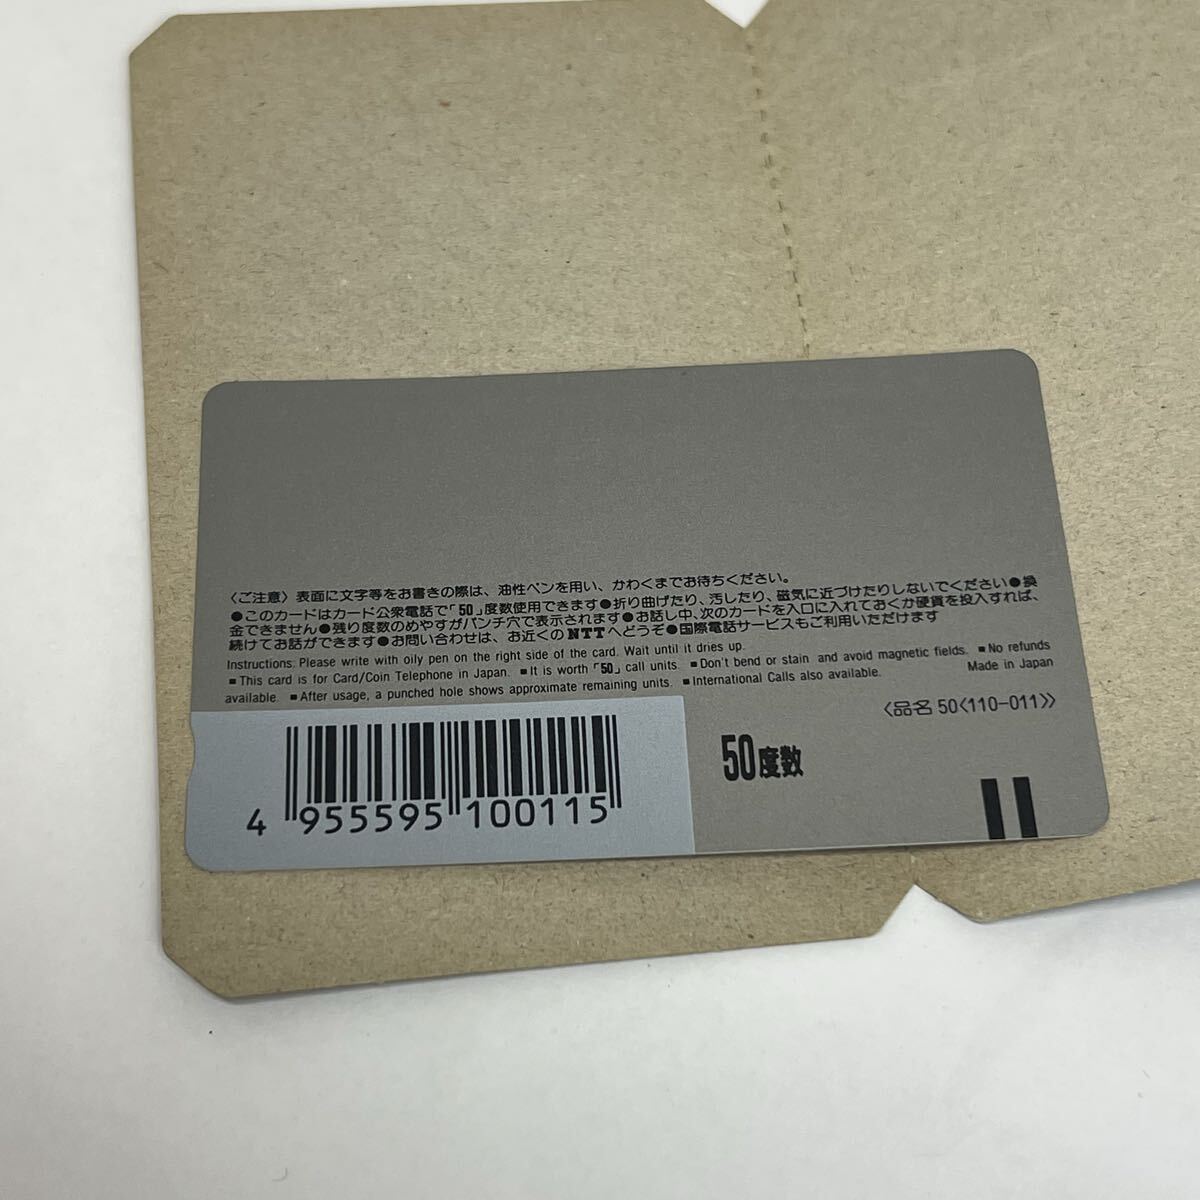 〈ご注意〉表面に文字等をお書きの際は、油性ペンを用い、かわくまでお待ちください。
●このカードはカード公衆電話で「50」度数使用できます●折り曲げたり、汚したり、磁気に近づけたりしないでください●換
金できません●残り度数のめやすがパンチ穴で表示されます●お話し中、次のカードを入口に入れておくか硬貨を投入すれば、
続けてお話ができます●お問い合わせは、お近くのNTTへどうぞ●国際電話サービスもご利用いただけます
Instructions: Please write with oily pen on the right side of the card. Wait until it dries up.
■This card is for Card/Coin Telephone in Japan. ■It is worth「50」call units. ■Don't bend or stain and avoid magnetic fields. ■No refunds
available. ■After usage, a punched hole shows approximate remaining units. ■International Calls also available.
Made in Japan
〈品名 50〈110-011〉〉
50度数
4 955595 100115